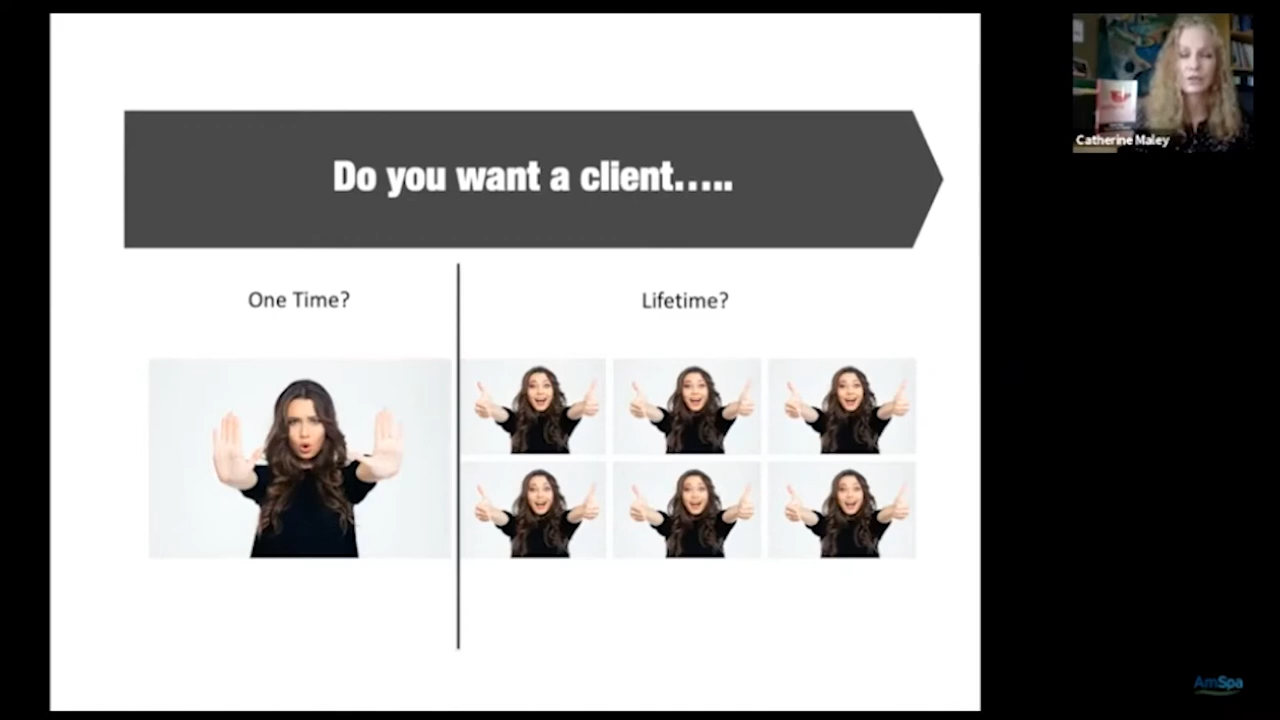 Do you want a client.....
One Time?
Lifetime?
Catherine Maley
AmSpa